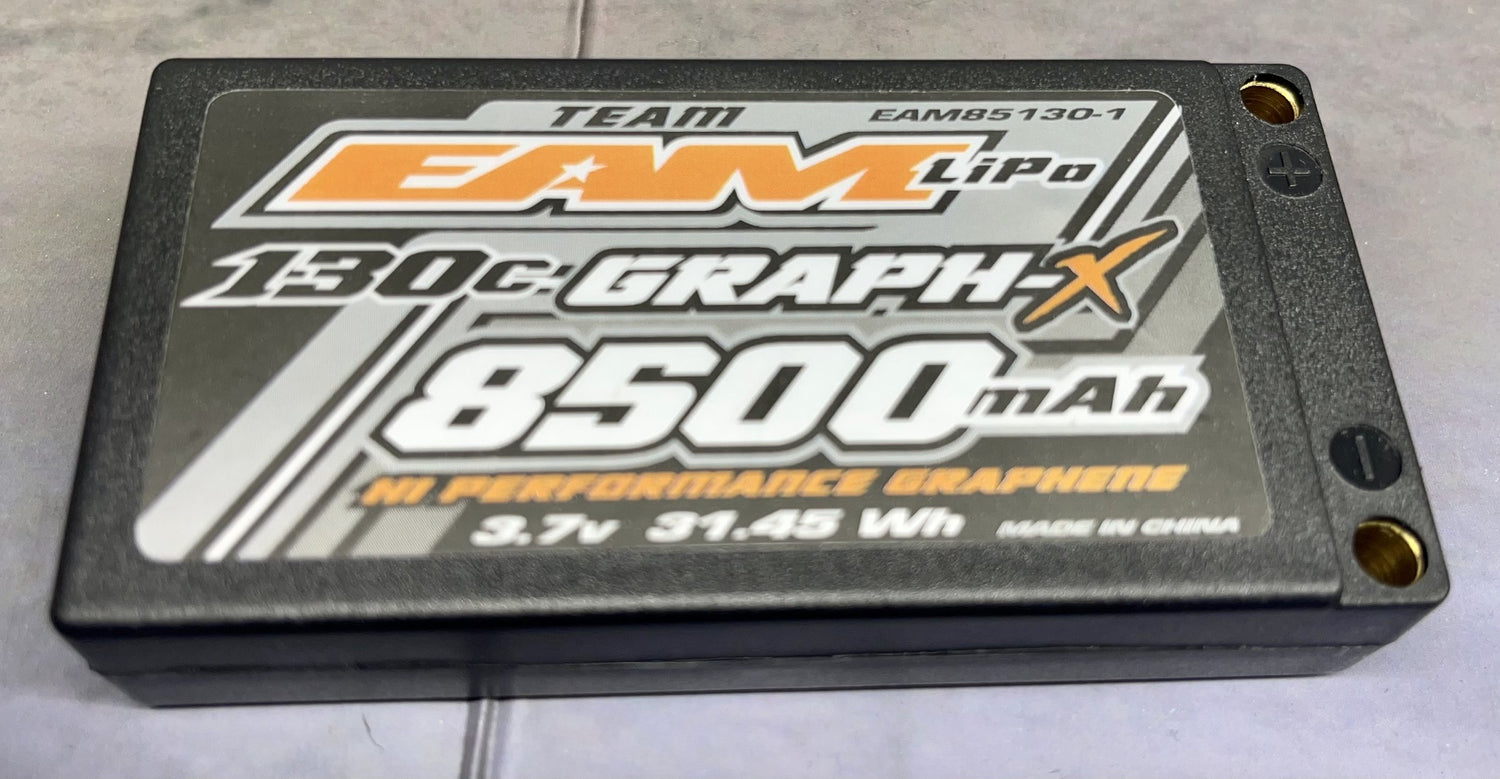 TEAM
EAM85130-1
EAM LiPo
130C-GRAPH-X
8500mAh
HI PERFORMANCE GRAPHENE
3.7v 31.45 Wh MADE IN CHINA
+
−